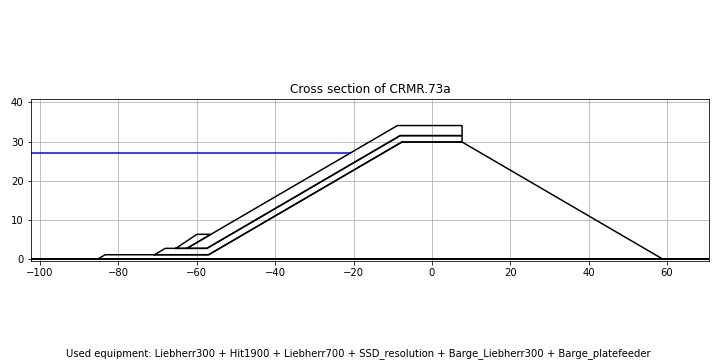 Cross section of CRMR.73a
40
30
20
10
0
−100 −80 −60 −40 −20 0 20 40 60
Used equipment: Liebherr300 + Hit1900 + Liebherr700 + SSD_resolution + Barge_Liebherr300 + Barge_platefeeder